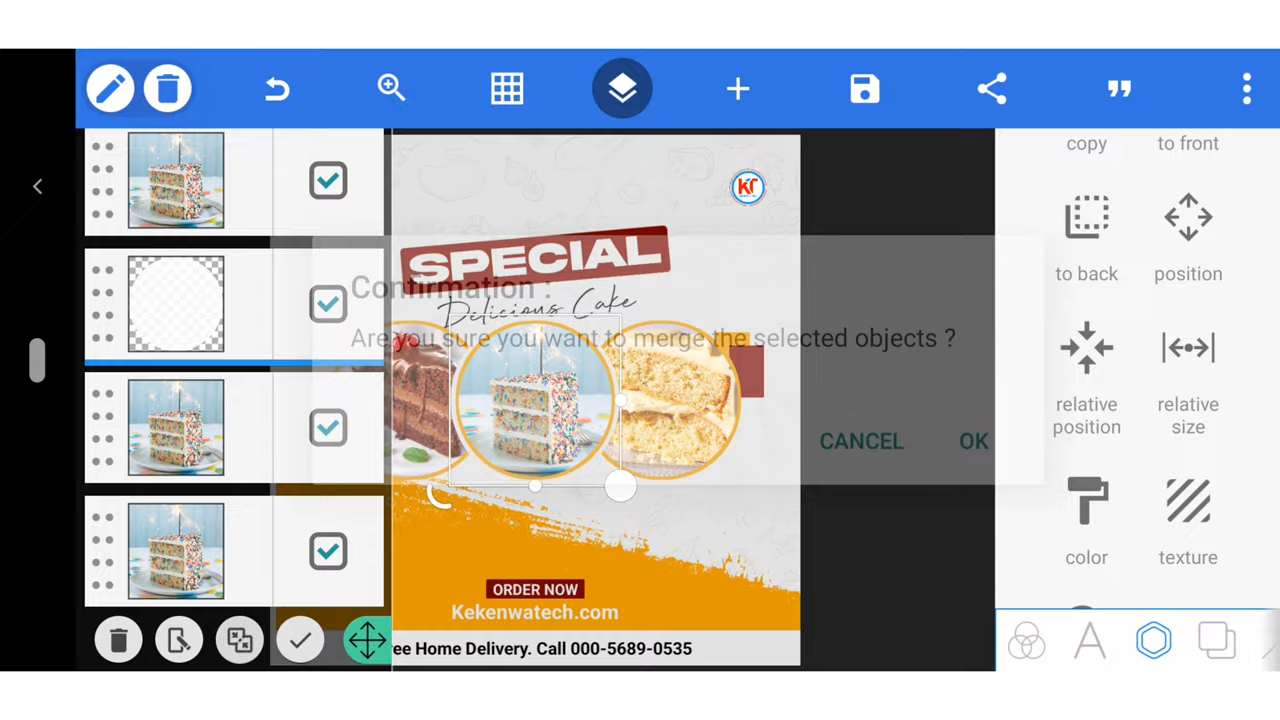 copy
to front
KT
SPECIAL
to back
position
Confirmation :
Delicious Cake
Are you sure you want to merge the selected objects ?
relative
position
relative
size
CANCEL
OK
color
texture
ORDER NOW
Kekenwatech.com
ee Home Delivery. Call 000-5689-0535
A